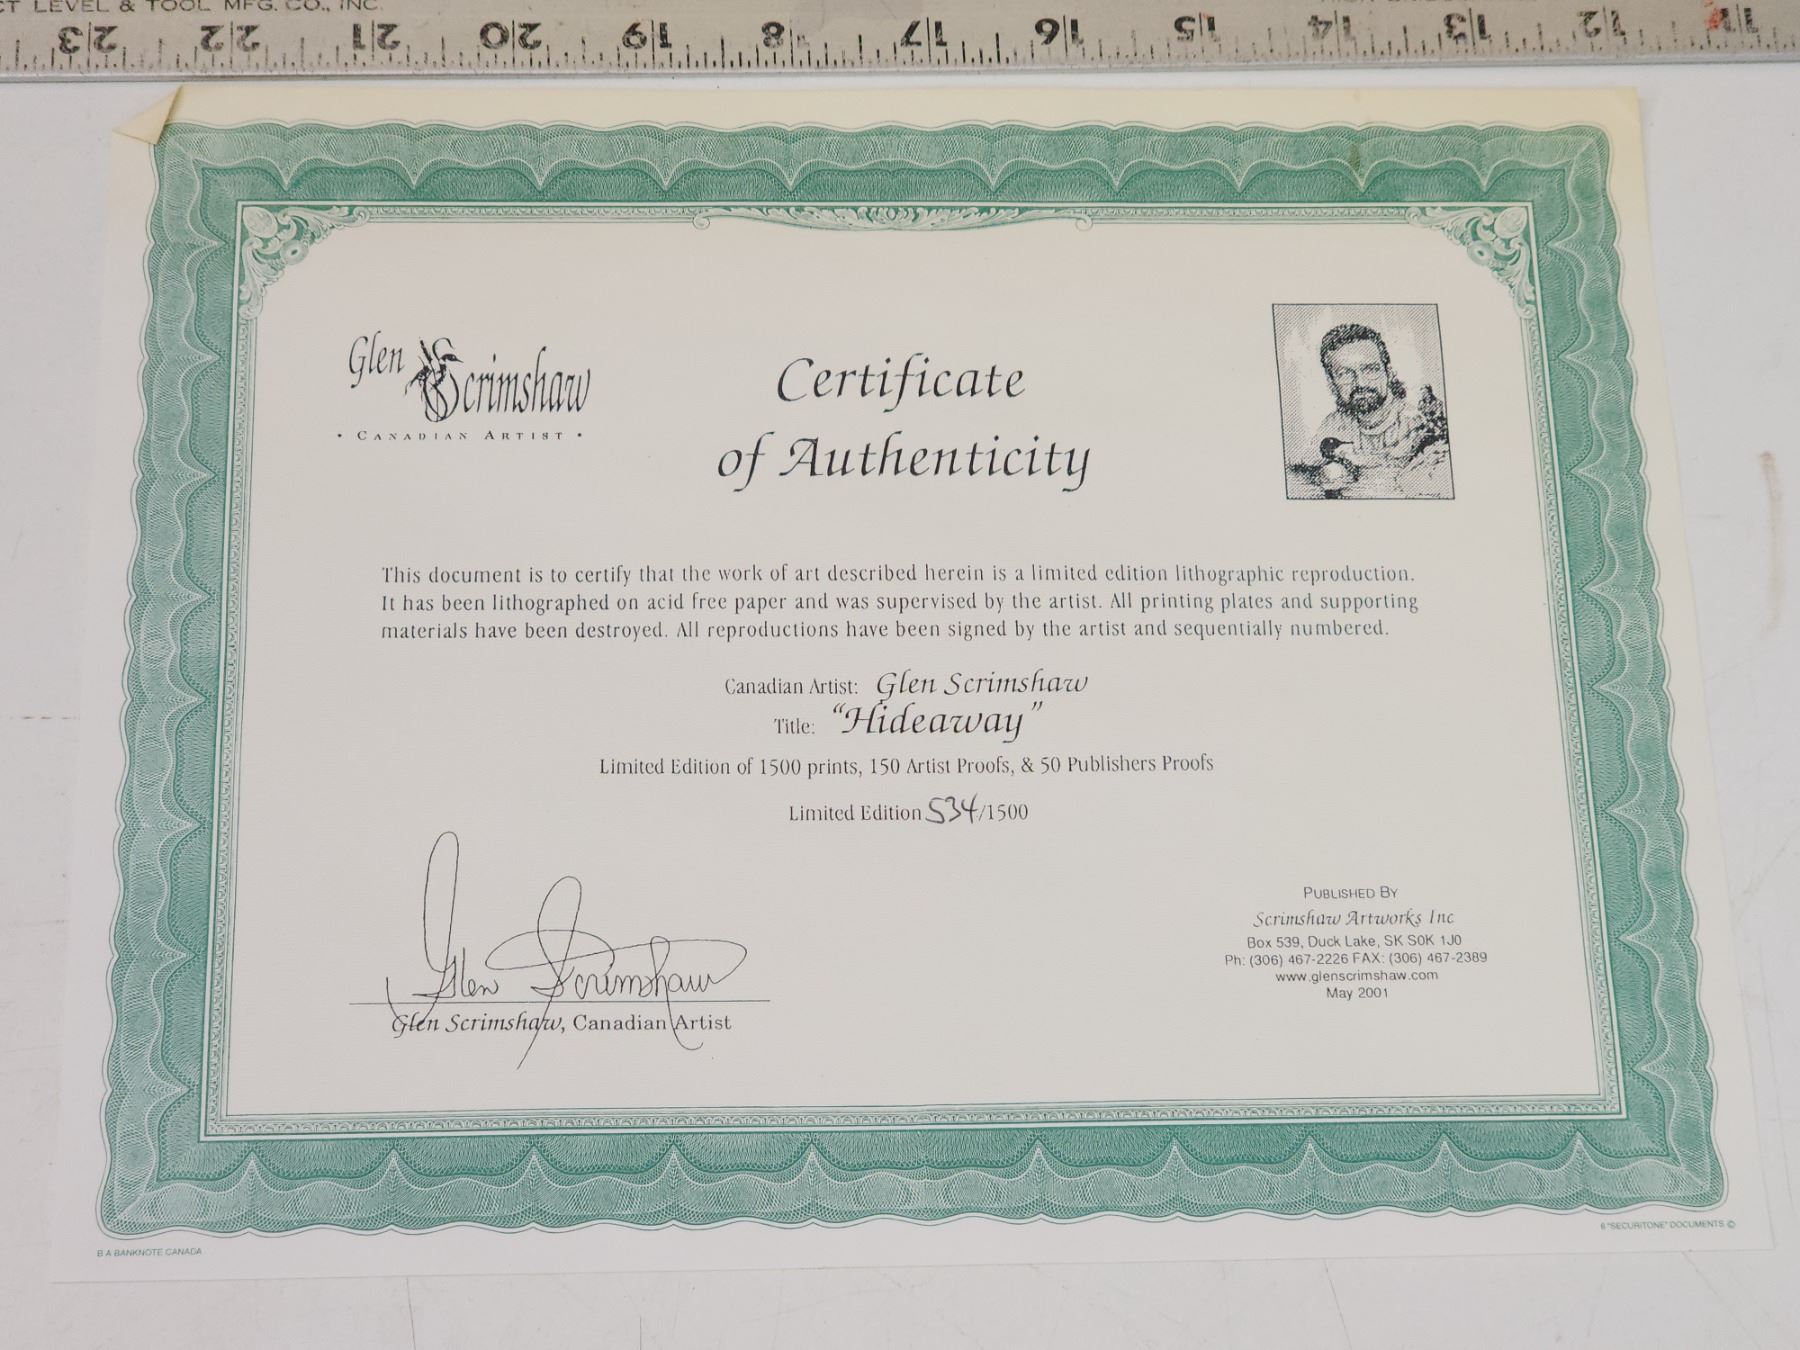 CT LEVEL & TOOL MFG. CO., INC.
23 22 21 20 19 18 17 16 15 14 13 12 11
Glen Scrimshaw
• CANADIAN ARTIST •
Certificate
of Authenticity
This document is to certify that the work of art described herein is a limited edition lithographic reproduction.
It has been lithographed on acid free paper and was supervised by the artist. All printing plates and supporting
materials have been destroyed. All reproductions have been signed by the artist and sequentially numbered.
Canadian Artist: Glen Scrimshaw
Title: "Hideaway"
Limited Edition of 1500 prints, 150 Artist Proofs, & 50 Publishers Proofs
Limited Edition 534/1500
Glen Scrimshaw
Glen Scrimshaw, Canadian Artist
PUBLISHED BY
Scrimshaw Artworks Inc
Box 539, Duck Lake, SK S0K 1J0
Ph: (306) 467-2226 FAX: (306) 467-2389
www.glenscrimshaw.com
May 2001
B A BANKNOTE CANADA
6 "SECURITONE" DOCUMENTS ©